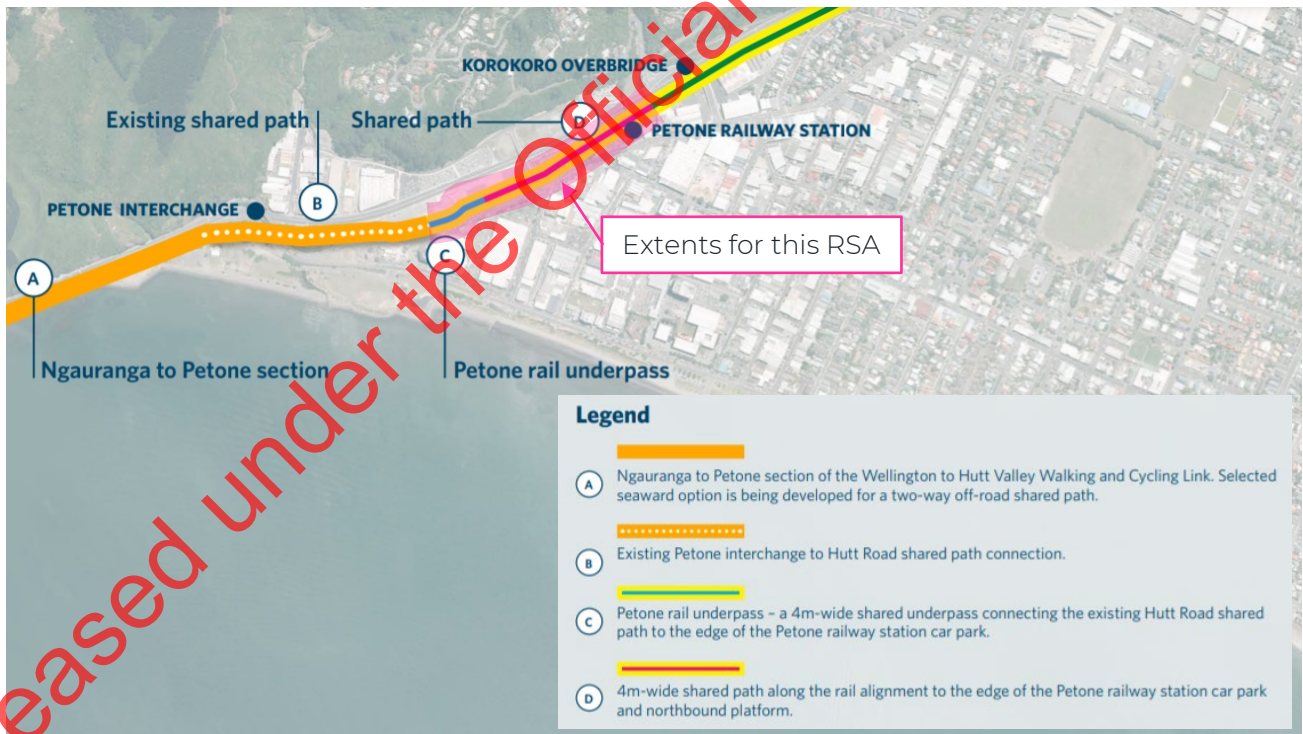 KOROKORO OVERBRIDGE
Existing shared path
Shared path
D
PETONE RAILWAY STATION
B
PETONE INTERCHANGE
Extents for this RSA
C
A
Ngauranga to Petone section
Petone rail underpass
Legend
A
Ngauranga to Petone section of the Wellington to Hutt Valley Walking and Cycling Link. Selected
seaward option is being developed for a two-way off-road shared path.
B
Existing Petone interchange to Hutt Road shared path connection.
C
Petone rail underpass – a 4m-wide shared underpass connecting the existing Hutt Road shared
path to the edge of the Petone railway station car park.
D
4m-wide shared path along the rail alignment to the edge of the Petone railway station car park
and northbound platform.
eased under the Official